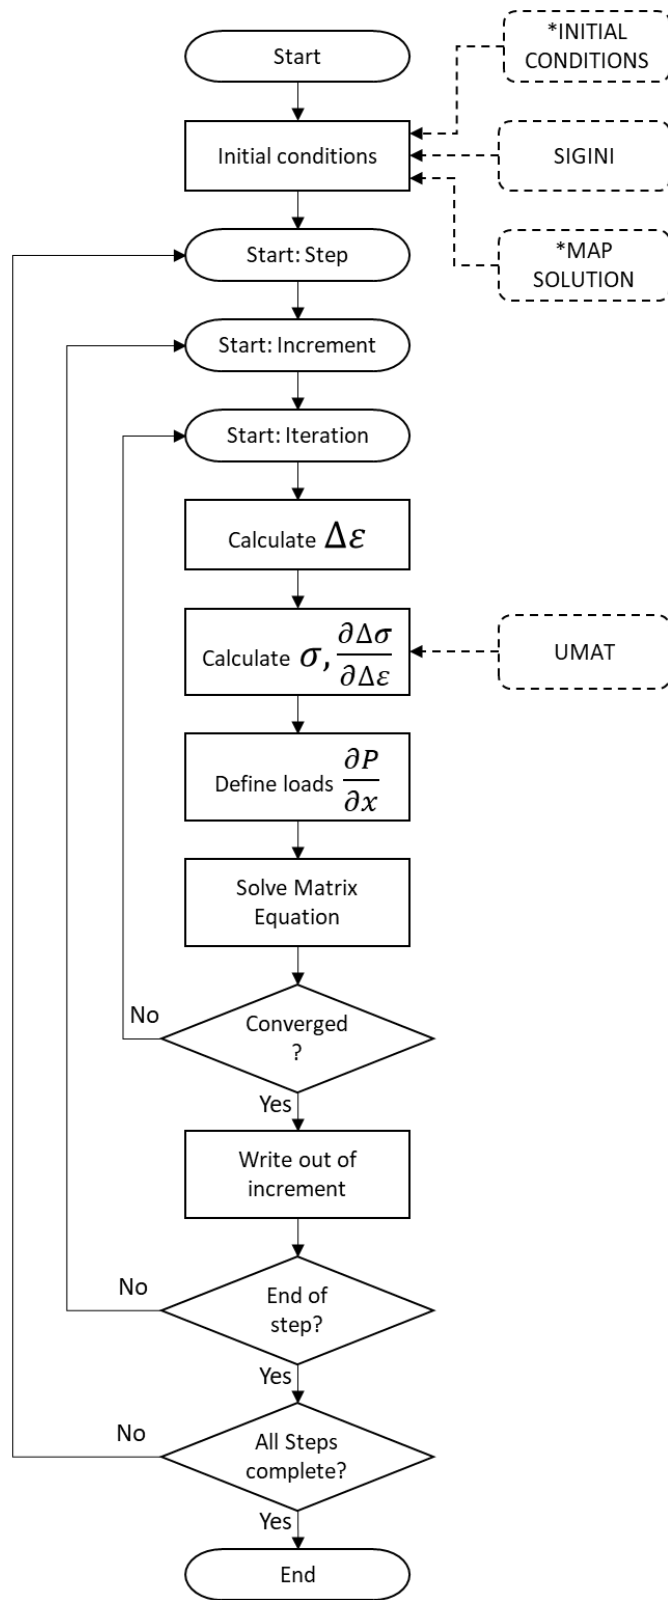 Start
*INITIAL
CONDITIONS
Initial conditions
SIGINI
*MAP
SOLUTION
Start: Step
Start: Increment
Start: Iteration
Calculate Δε
Calculate σ, ∂Δσ/∂Δε
UMAT
Define loads ∂P/∂x
Solve Matrix
Equation
Converged
?
No
Yes
Write out of
increment
End of
step?
No
Yes
All Steps
complete?
No
Yes
End